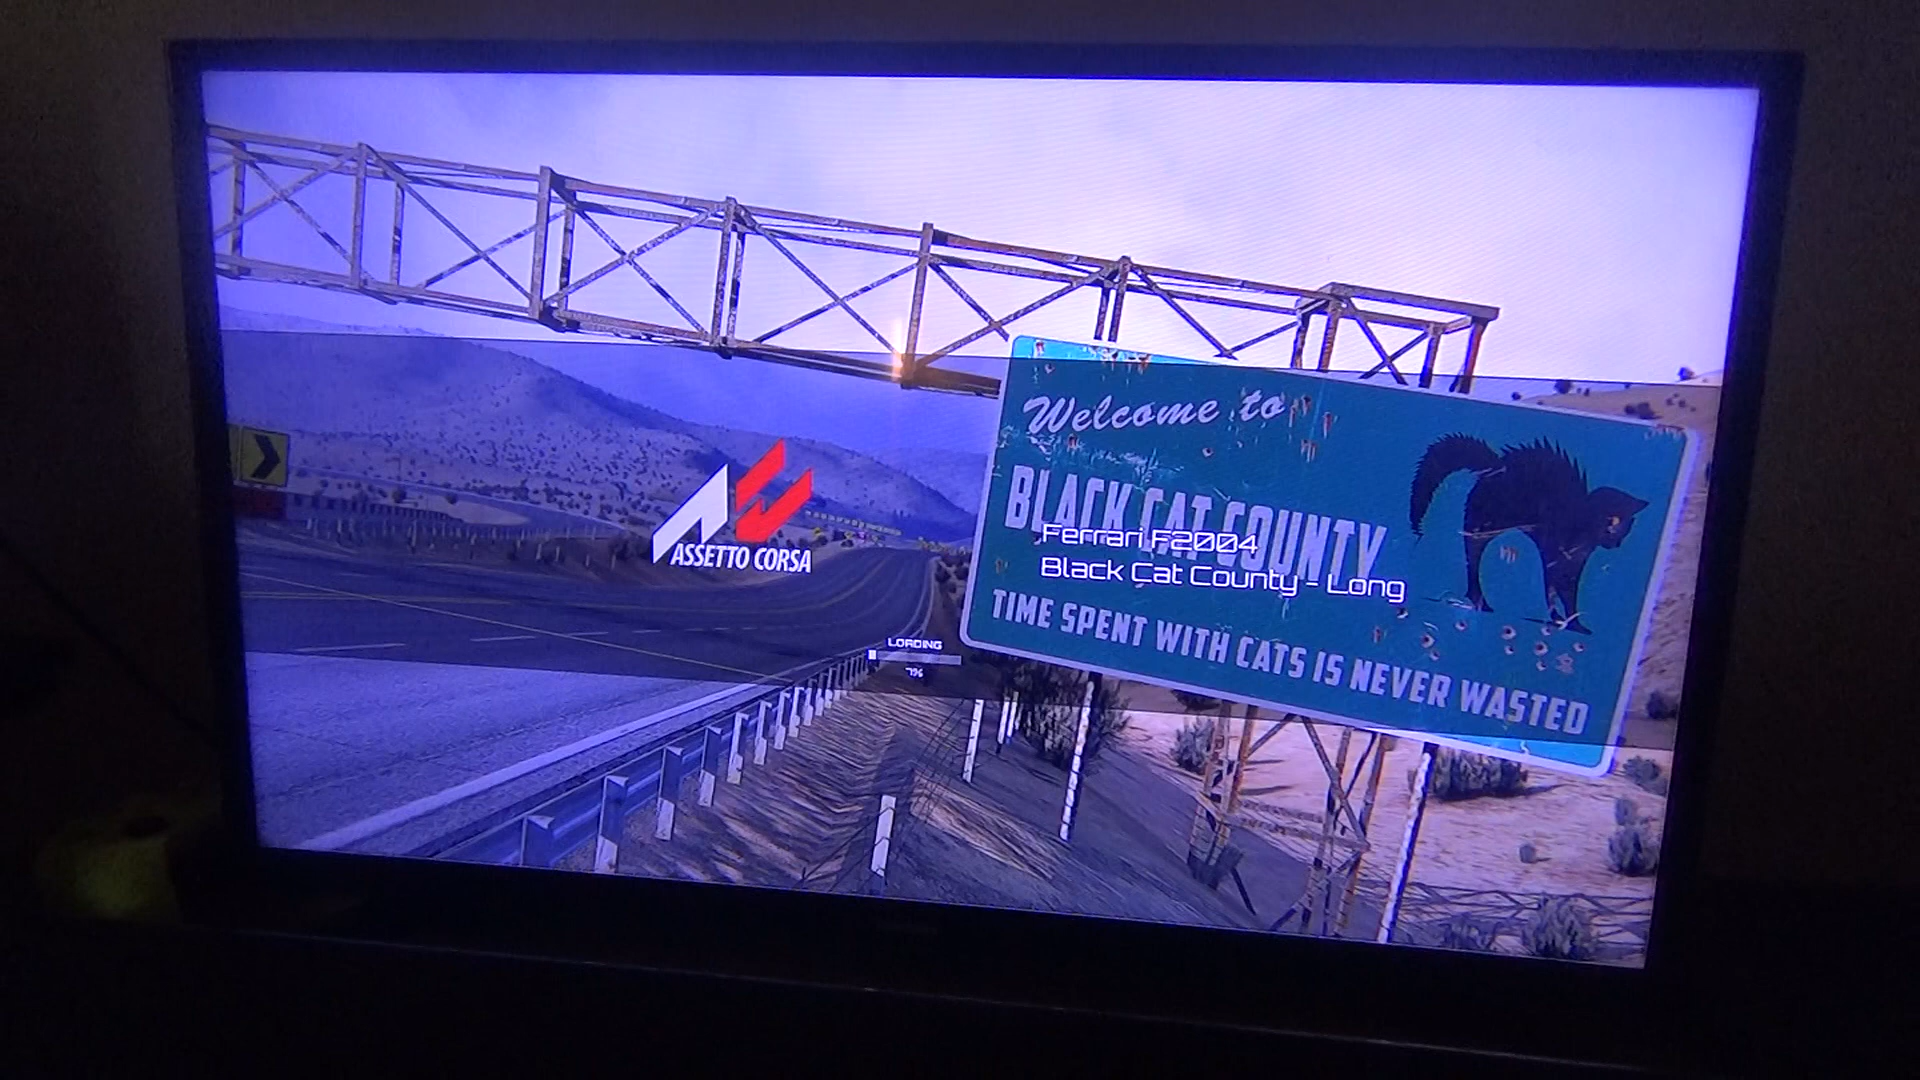 Welcome to
BLACK CAT COUNTY
Ferrari F2004
Black Cat County - Long
TIME SPENT WITH CATS IS NEVER WASTED
ASSETTO CORSA
LOADING
7%